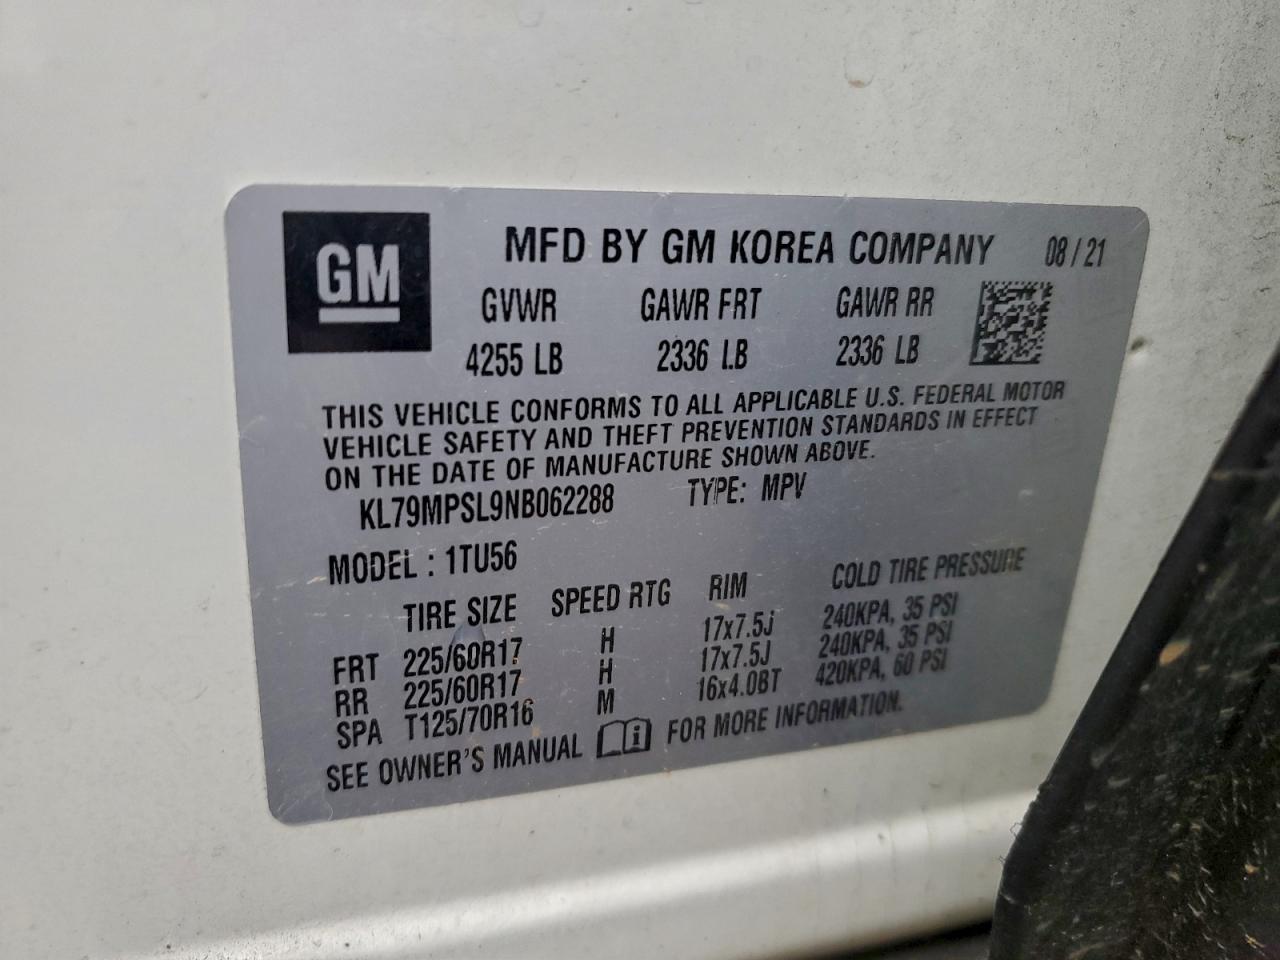 GM
MFD BY GM KOREA COMPANY 08/21
GVWR GAWR FRT GAWR RR
4255 LB 2336 LB 2336 LB
THIS VEHICLE CONFORMS TO ALL APPLICABLE U.S. FEDERAL MOTOR
VEHICLE SAFETY AND THEFT PREVENTION STANDARDS IN EFFECT
ON THE DATE OF MANUFACTURE SHOWN ABOVE.
KL79MPSL9NB062288 TYPE: MPV
MODEL: 1TU56
TIRE SIZE SPEED RTG RIM COLD TIRE PRESSURE
FRT 225/60R17 H 17x7.5J 240KPA, 35 PSI
RR 225/60R17 H 17x7.5J 240KPA, 35 PSI
SPA T125/70R16 M 16x4.0BT 420KPA, 60 PSI
SEE OWNER'S MANUAL i FOR MORE INFORMATION.